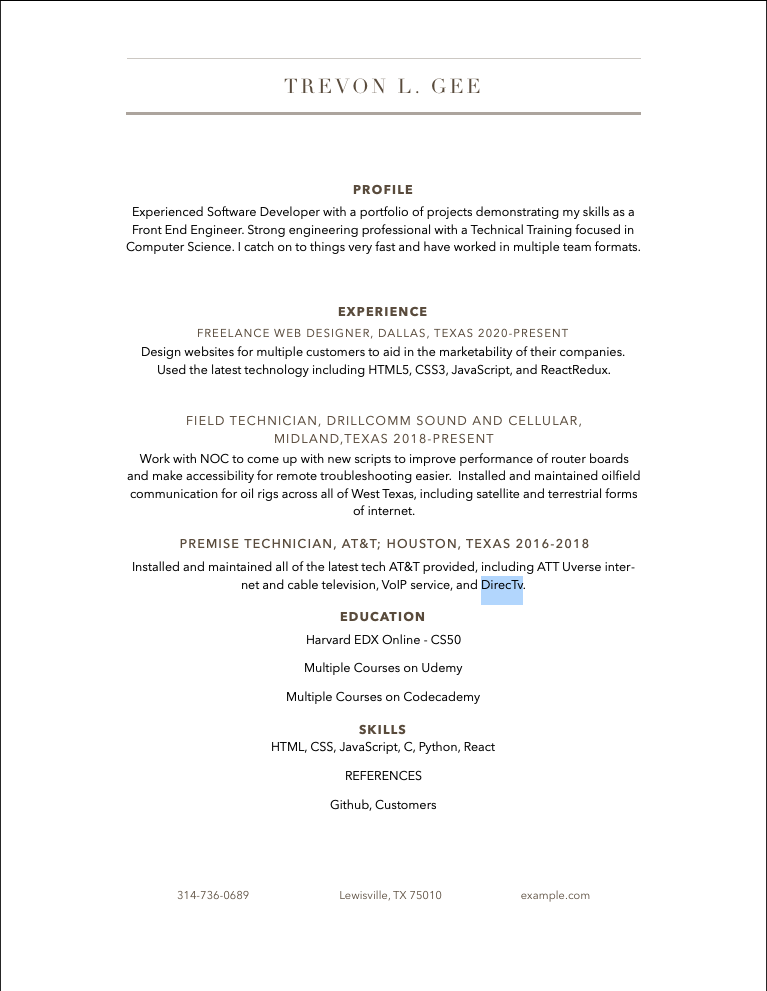 TREVON L. GEE
PROFILE
Experienced Software Developer with a portfolio of projects demonstrating my skills as a
Front End Engineer. Strong engineering professional with a Technical Training focused in
Computer Science. I catch on to things very fast and have worked in multiple team formats.
EXPERIENCE
FREELANCE WEB DESIGNER, DALLAS, TEXAS 2020-PRESENT
Design websites for multiple customers to aid in the marketability of their companies.
Used the latest technology including HTML5, CSS3, JavaScript, and ReactRedux.
FIELD TECHNICIAN, DRILLCOMM SOUND AND CELLULAR,
MIDLAND,TEXAS 2018-PRESENT
Work with NOC to come up with new scripts to improve performance of router boards
and make accessibility for remote troubleshooting easier.  Installed and maintained oilfield
communication for oil rigs across all of West Texas, including satellite and terrestrial forms
of internet.
PREMISE TECHNICIAN, AT&T; HOUSTON, TEXAS 2016-2018
Installed and maintained all of the latest tech AT&T provided, including ATT Uverse inter-
net and cable television, VoIP service, and DirecTv.
EDUCATION
Harvard EDX Online - CS50
Multiple Courses on Udemy
Multiple Courses on Codecademy
SKILLS
HTML, CSS, JavaScript, C, Python, React
REFERENCES
Github, Customers
314-736-0689 Lewisville, TX 75010 example.com